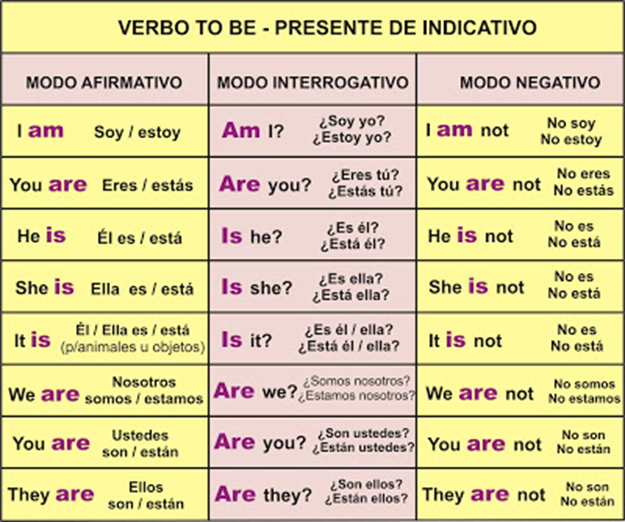 VERBO TO BE - PRESENTE DE INDICATIVO
MODO AFIRMATIVO MODO INTERROGATIVO MODO NEGATIVO
I am Soy / estoy
Am I? ¿Soy yo?
¿Estoy yo?
I am not No soy
No estoy
You are Eres / estás
Are you? ¿Eres tú?
¿Estás tú?
You are not No eres
No estás
He is Él es / está
Is he? ¿Es él?
¿Está él?
He is not No es
No está
She is Ella es / está
Is she? ¿Es ella?
¿Está ella?
She is not No es
No está
It is Él / Ella es / está
(p/animales u objetos)
Is it? ¿Es él / ella?
¿Está él / ella?
It is not No es
No está
We are Nosotros
somos / estamos
Are we? ¿Somos nosotros?
¿Estamos nosotros?
We are not No somos
No estamos
You are Ustedes
son / están
Are you? ¿Son ustedes?
¿Están ustedes?
You are not No son
No están
They are Ellos
son / están
Are they? ¿Son ellos?
¿Están ellos?
They are not No son
No están